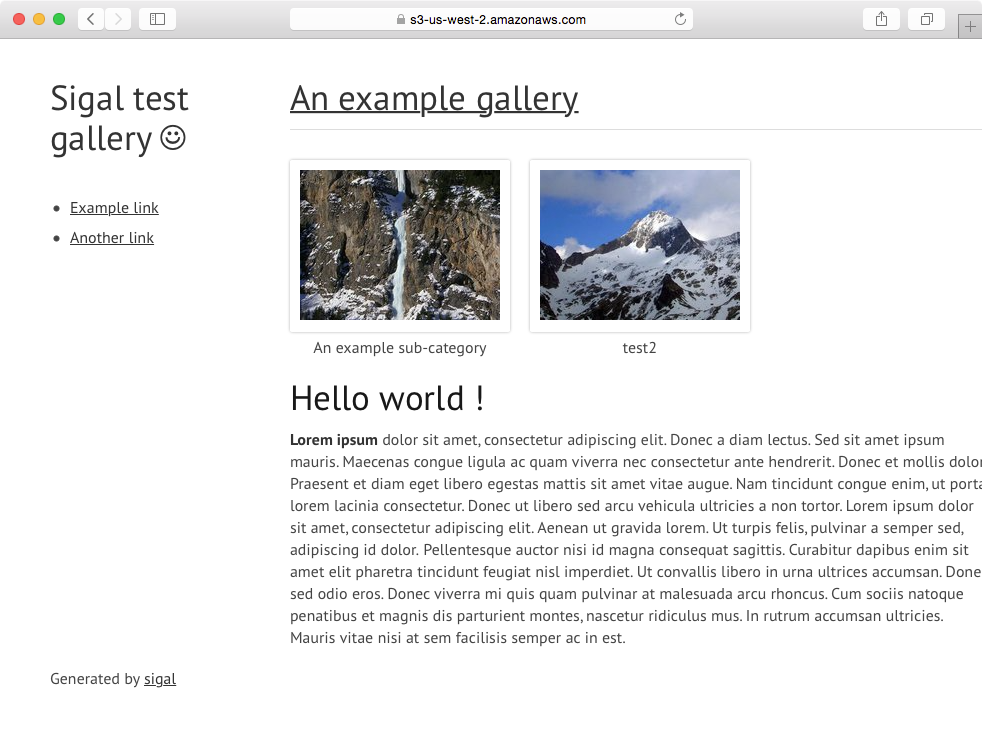 s3-us-west-2.amazonaws.com
Sigal test
gallery ☺
Example link
Another link
An example gallery
An example sub-category
test2
Hello world !
Lorem ipsum dolor sit amet, consectetur adipiscing elit. Donec a diam lectus. Sed sit amet ipsum
mauris. Maecenas congue ligula ac quam viverra nec consectetur ante hendrerit. Donec et mollis dolor
Praesent et diam eget libero egestas mattis sit amet vitae augue. Nam tincidunt congue enim, ut porta
lorem lacinia consectetur. Donec ut libero sed arcu vehicula ultricies a non tortor. Lorem ipsum dolor
sit amet, consectetur adipiscing elit. Aenean ut gravida lorem. Ut turpis felis, pulvinar a semper sed,
adipiscing id dolor. Pellentesque auctor nisi id magna consequat sagittis. Curabitur dapibus enim sit
amet elit pharetra tincidunt feugiat nisl imperdiet. Ut convallis libero in urna ultrices accumsan. Done
sed odio eros. Donec viverra mi quis quam pulvinar at malesuada arcu rhoncus. Cum sociis natoque
penatibus et magnis dis parturient montes, nascetur ridiculus mus. In rutrum accumsan ultricies.
Mauris vitae nisi at sem facilisis semper ac in est.
Generated by sigal